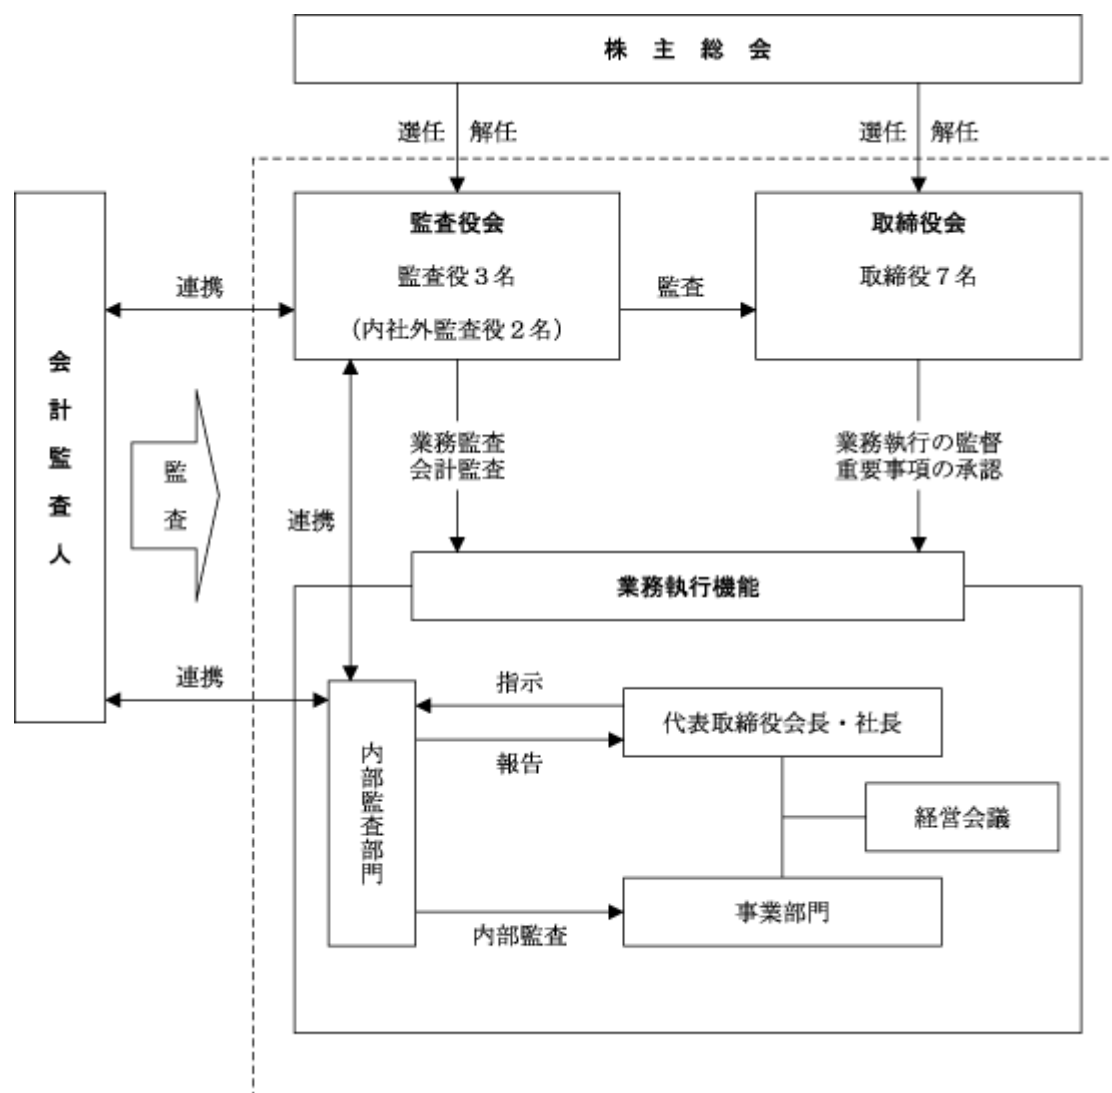 株　主　総　会
選任　解任
選任　解任
監査役会
監査役３名
（内社外監査役２名）
取締役会
取締役７名
連携
監査
会計監査人
監査
業務監査
会計監査
業務執行の監督
重要事項の承認
連携
業務執行機能
連携
内部監査部門
指示
報告
代表取締役会長・社長
経営会議
事業部門
内部監査